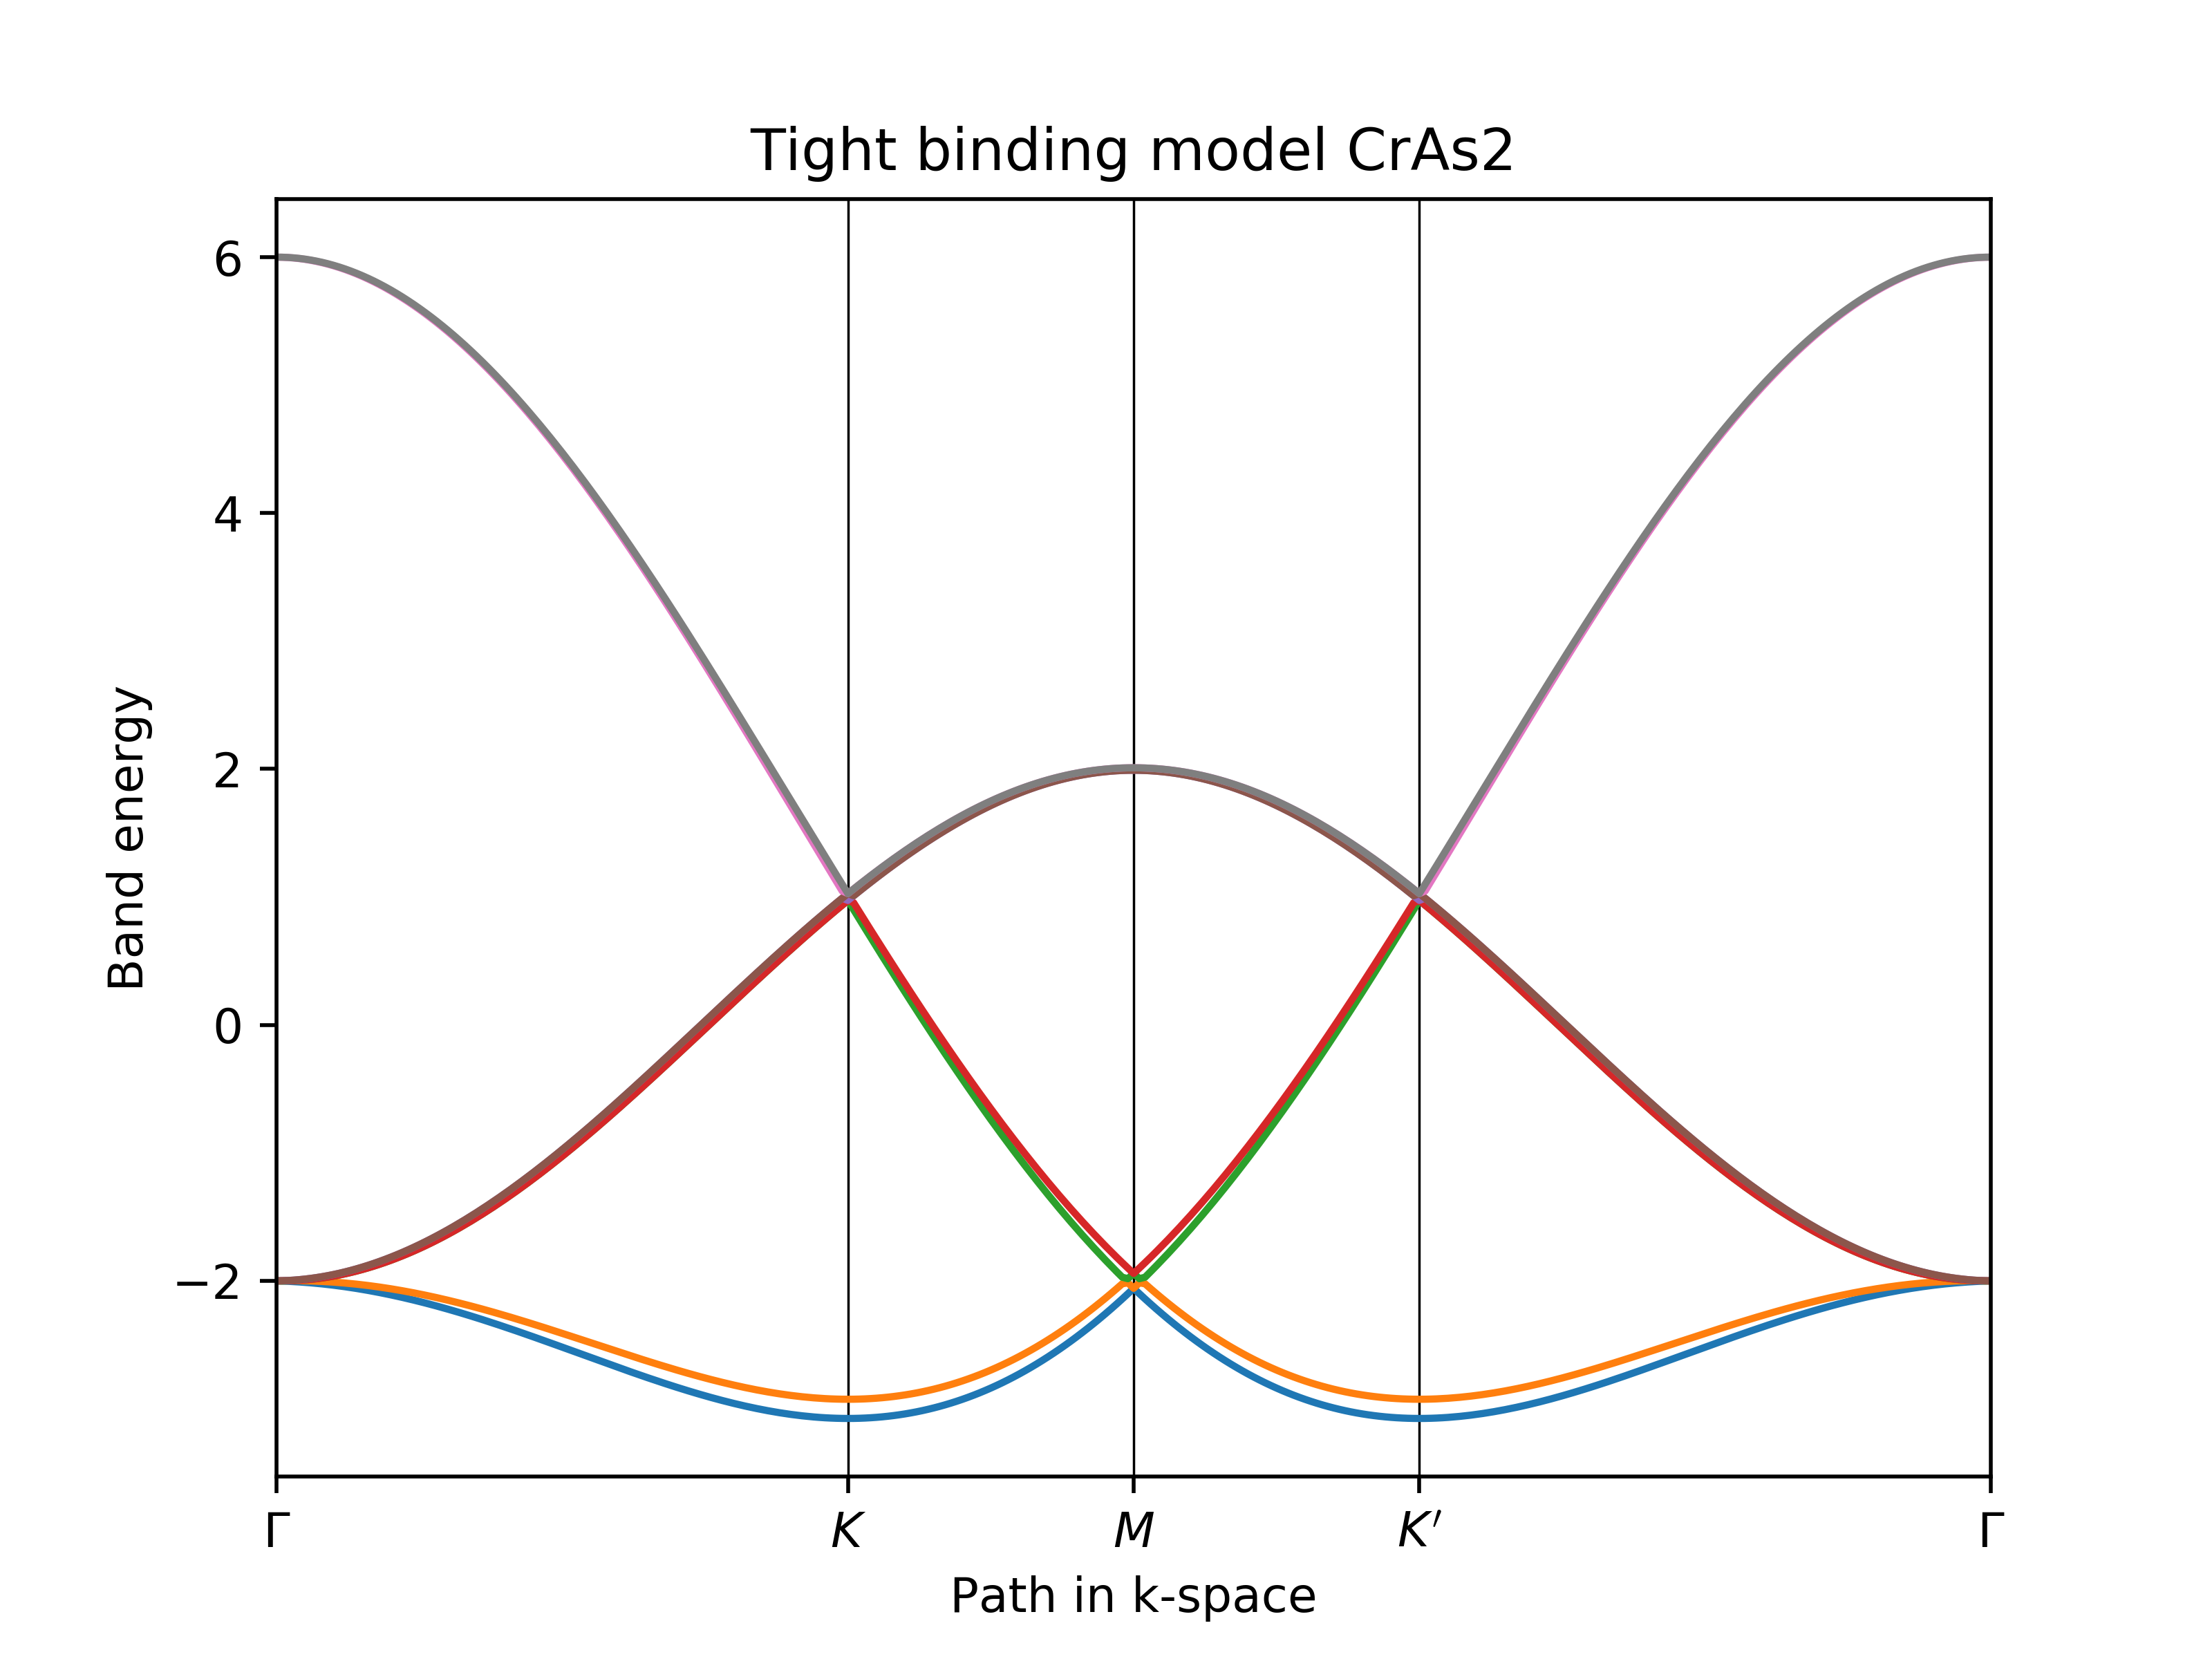 Tight binding model CrAs2
Band energy
6
4
2
0
−2
Γ K M K′ Γ
Path in k-space